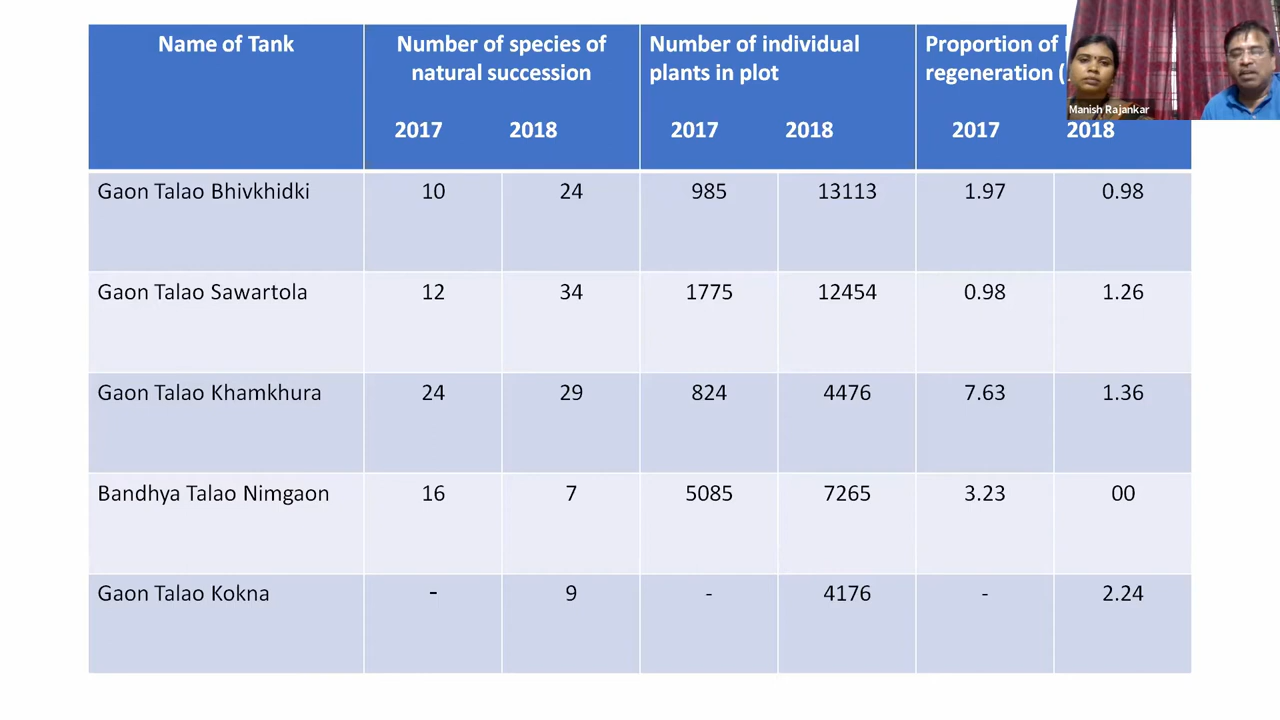 Name of Tank
Number of species of
natural succession
2017 2018
Number of individual
plants in plot
2017 2018
Proportion of
regeneration (
2017 2018
Manish Rajankar
Gaon Talao Bhivkhidki 10 24 985 13113 1.97 0.98
Gaon Talao Sawartola 12 34 1775 12454 0.98 1.26
Gaon Talao Khamkhura 24 29 824 4476 7.63 1.36
Bandhya Talao Nimgaon 16 7 5085 7265 3.23 00
Gaon Talao Kokna - 9 - 4176 - 2.24